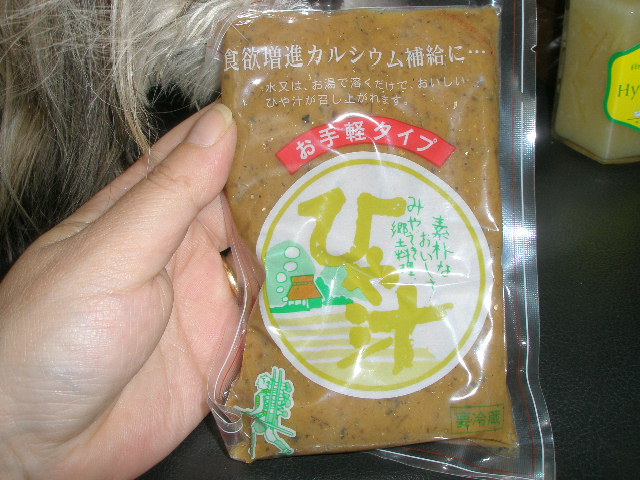 食欲増進カルシウム補給に…
水又は、お湯で溶くだけで、おいしい
ひや汁が召し上がれます。
お手軽タイプ
素朴な
おいしさ
みやざき
郷土料理
ひや汁
要冷蔵
Hy